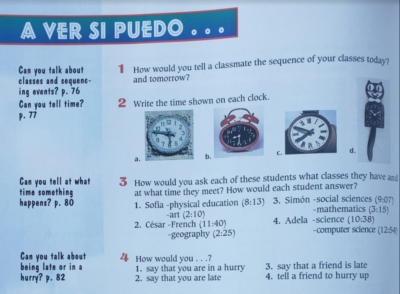 A VER SI PUEDO . . .
Can you talk about
classes and sequenc-
ing events? p. 76
Can you tell time?
p. 77
1 How would you tell a classmate the sequence of your classes today?
and tomorrow?
2 Write the time shown on each clock.
a.
b.
c.
d.
Can you tell at what
time something
happens? p. 80
3 How would you ask each of these students what classes they have and
at what time they meet? How would each student answer?
1. Sofía -physical education (8:13)
-art (2:10)
2. César -French (11:40)
-geography (2:25)
3. Simón -social sciences (9:07)
-mathematics (3:15)
4. Adela -science (10:38)
-computer science (12:54
Can you talk about
being late or in a
hurry? p. 82
4 How would you . . .?
1. say that you are in a hurry
2. say that you are late
3. say that a friend is late
4. tell a friend to hurry up